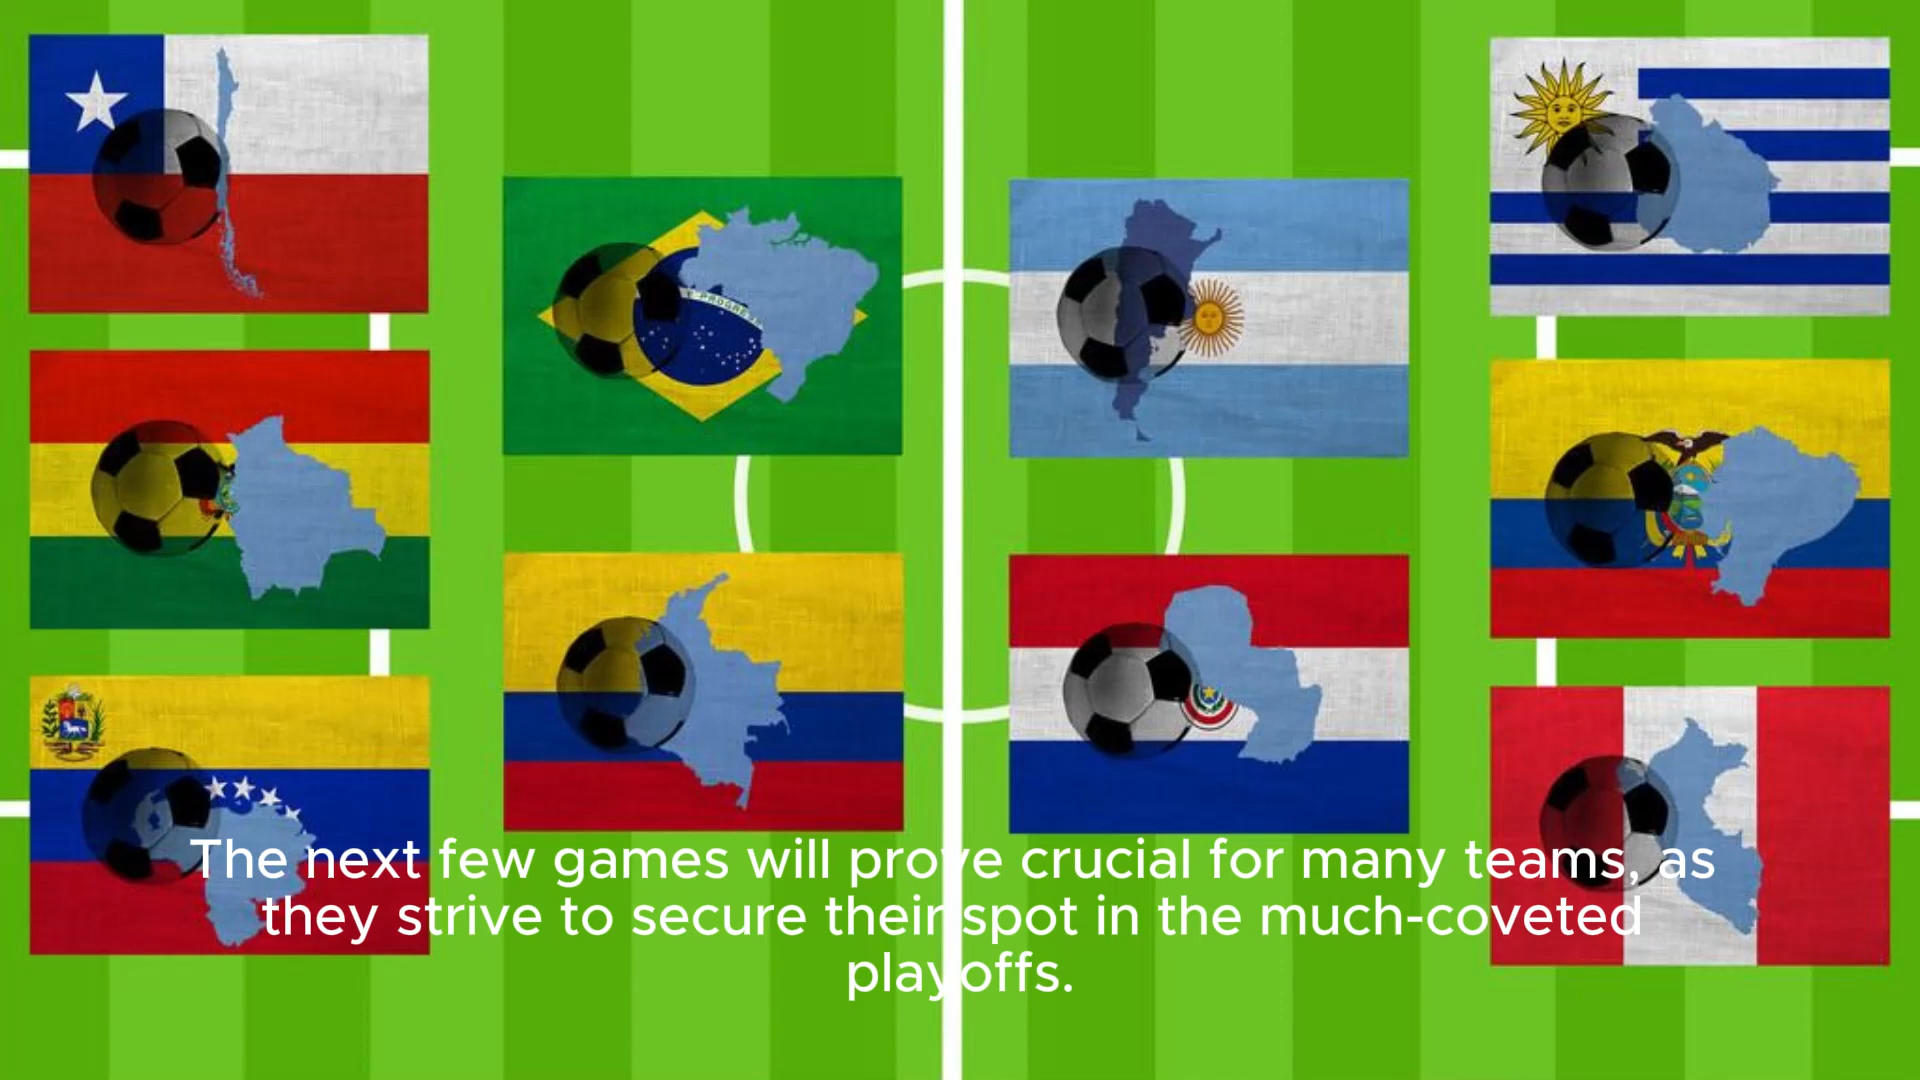 E PROGRESS
The next few games will prove crucial for many teams, as
they strive to secure their spot in the much-coveted
playoffs.